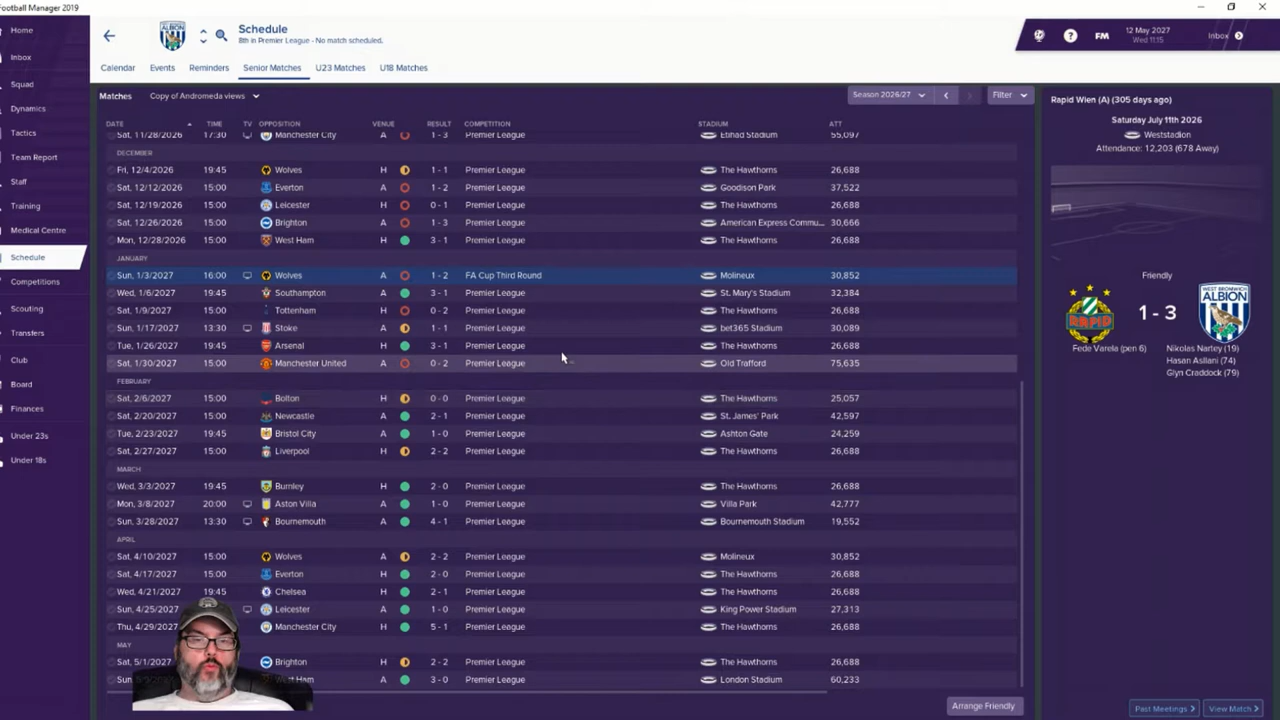 Football Manager 2019
Home
Inbox
Squad
Dynamics
Tactics
Team Report
Staff
Training
Medical Centre
Schedule
Competitions
Scouting
Transfers
Club
Board
Finances
Under 23s
Under 18s
Schedule
8th in Premier League - No match scheduled.
? FM 12 May 2027 Wed 11:15 Inbox
Calendar Events Reminders Senior Matches U23 Matches U18 Matches
Matches Copy of Andromeda views Season 2026/27 Filter
DATE TIME TV OPPOSITION VENUE RESULT COMPETITION STADIUM ATT
Sat, 11/28/2026 17:30 Manchester City A 1 - 3 Premier League Etihad Stadium 55,097
DECEMBER
Fri, 12/4/2026 19:45 Wolves H 1 - 1 Premier League The Hawthorns 26,688
Sat, 12/12/2026 15:00 Everton A 1 - 2 Premier League Goodison Park 37,522
Sat, 12/19/2026 15:00 Leicester H 0 - 1 Premier League The Hawthorns 26,688
Sat, 12/26/2026 15:00 Brighton A 1 - 3 Premier League American Express Commu... 30,666
Mon, 12/28/2026 15:00 West Ham H 3 - 1 Premier League The Hawthorns 26,688
JANUARY
Sun, 1/3/2027 16:00 Wolves A 1 - 2 FA Cup Third Round Molineux 30,852
Wed, 1/6/2027 19:45 Southampton A 3 - 1 Premier League St. Mary's Stadium 32,384
Sat, 1/9/2027 15:00 Tottenham H 0 - 2 Premier League The Hawthorns 26,688
Sun, 1/17/2027 13:30 Stoke A 1 - 1 Premier League bet365 Stadium 30,089
Tue, 1/26/2027 19:45 Arsenal H 3 - 1 Premier League The Hawthorns 26,688
Sat, 1/30/2027 15:00 Manchester United A 0 - 2 Premier League Old Trafford 75,635
FEBRUARY
Sat, 2/6/2027 15:00 Bolton H 0 - 0 Premier League The Hawthorns 25,057
Sat, 2/20/2027 15:00 Newcastle A 2 - 1 Premier League St. James' Park 42,597
Tue, 2/23/2027 19:45 Bristol City A 1 - 0 Premier League Ashton Gate 24,259
Sat, 2/27/2027 15:00 Liverpool H 2 - 2 Premier League The Hawthorns 26,688
MARCH
Wed, 3/3/2027 19:45 Burnley H 2 - 0 Premier League The Hawthorns 26,688
Mon, 3/8/2027 20:00 Aston Villa A 1 - 0 Premier League Villa Park 42,777
Sun, 3/28/2027 13:30 Bournemouth A 4 - 1 Premier League Bournemouth Stadium 19,552
APRIL
Sat, 4/10/2027 15:00 Wolves A 2 - 2 Premier League Molineux 30,852
Sat, 4/17/2027 15:00 Everton H 2 - 0 Premier League The Hawthorns 26,688
Wed, 4/21/2027 19:45 Chelsea H 2 - 1 Premier League The Hawthorns 26,688
Sun, 4/25/2027 Leicester A 1 - 0 Premier League King Power Stadium 27,313
Thu, 4/29/2027 Manchester City H 5 - 1 Premier League The Hawthorns 26,688
MAY
Sat, 5/1/2027 Brighton H 2 - 2 Premier League The Hawthorns 26,688
Sun, West Ham A 3 - 0 Premier League London Stadium 60,233
Arrange Friendly
Rapid Wien (A) (305 days ago)
Saturday July 11th 2026
Weststadion
Attendance: 12,203 (678 Away)
Friendly
RAPID 1 - 3 WEST BROMWICH ALBION
Fede Varela (pen 6) Nikolas Nartey (19)
Hasan Asllani (74)
Glyn Craddock (79)
Past Meetings > View Match >